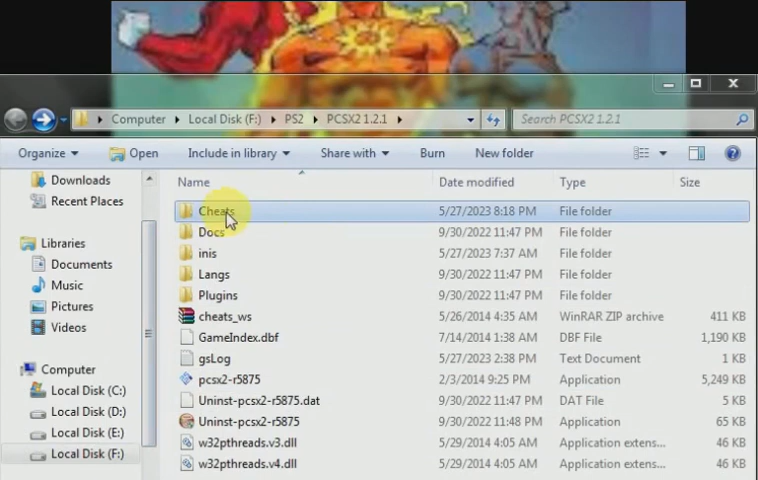 Computer Local Disk (F:) PS2 PCSX2 1.2.1 Search PCSX2 1.2.1
Organize Open Include in library Share with Burn New folder
Name Date modified Type Size
Downloads
Recent Places
Libraries
Documents
Music
Pictures
Videos
Computer
Local Disk (C:)
Local Disk (D:)
Local Disk (E:)
Local Disk (F:)
Cheats 5/27/2023 8:18 PM File folder
Docs 9/30/2022 11:47 PM File folder
inis 5/27/2023 7:37 AM File folder
Langs 9/30/2022 11:47 PM File folder
Plugins 9/30/2022 11:47 PM File folder
cheats_ws 5/26/2014 4:35 AM WinRAR ZIP archive 411 KB
GameIndex.dbf 7/14/2014 1:38 AM DBF File 1,190 KB
gsLog 5/27/2023 2:38 PM Text Document 1 KB
pcsx2-r5875 2/3/2014 9:25 PM Application 5,249 KB
Uninst-pcsx2-r5875.dat 9/30/2022 11:47 PM DAT File 5 KB
Uninst-pcsx2-r5875 9/30/2022 11:48 PM Application 65 KB
w32pthreads.v3.dll 5/29/2014 4:05 AM Application extens... 46 KB
w32pthreads.v4.dll 5/29/2014 4:05 AM Application extens... 46 KB